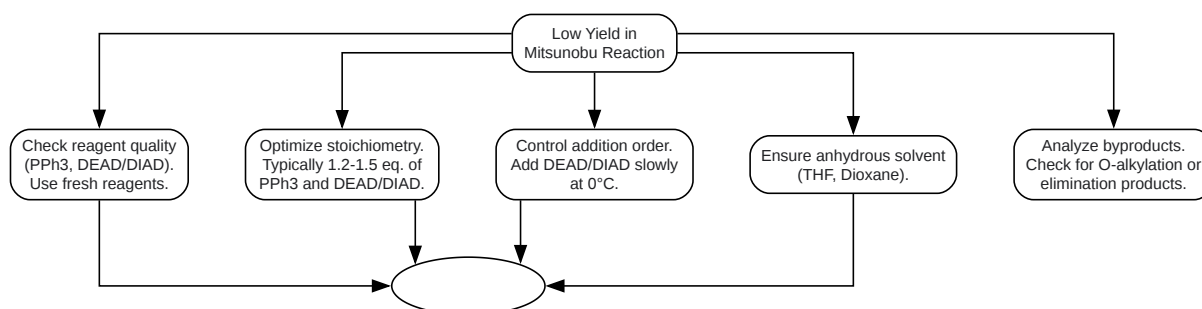 Low Yield in
Mitsunobu Reaction
Check reagent quality
(PPh3, DEAD/DIAD).
Use fresh reagents.
Optimize stoichiometry.
Typically 1.2-1.5 eq. of
PPh3 and DEAD/DIAD.
Control addition order.
Add DEAD/DIAD slowly
at 0°C.
Ensure anhydrous solvent
(THF, Dioxane).
Analyze byproducts.
Check for O-alkylation or
elimination products.